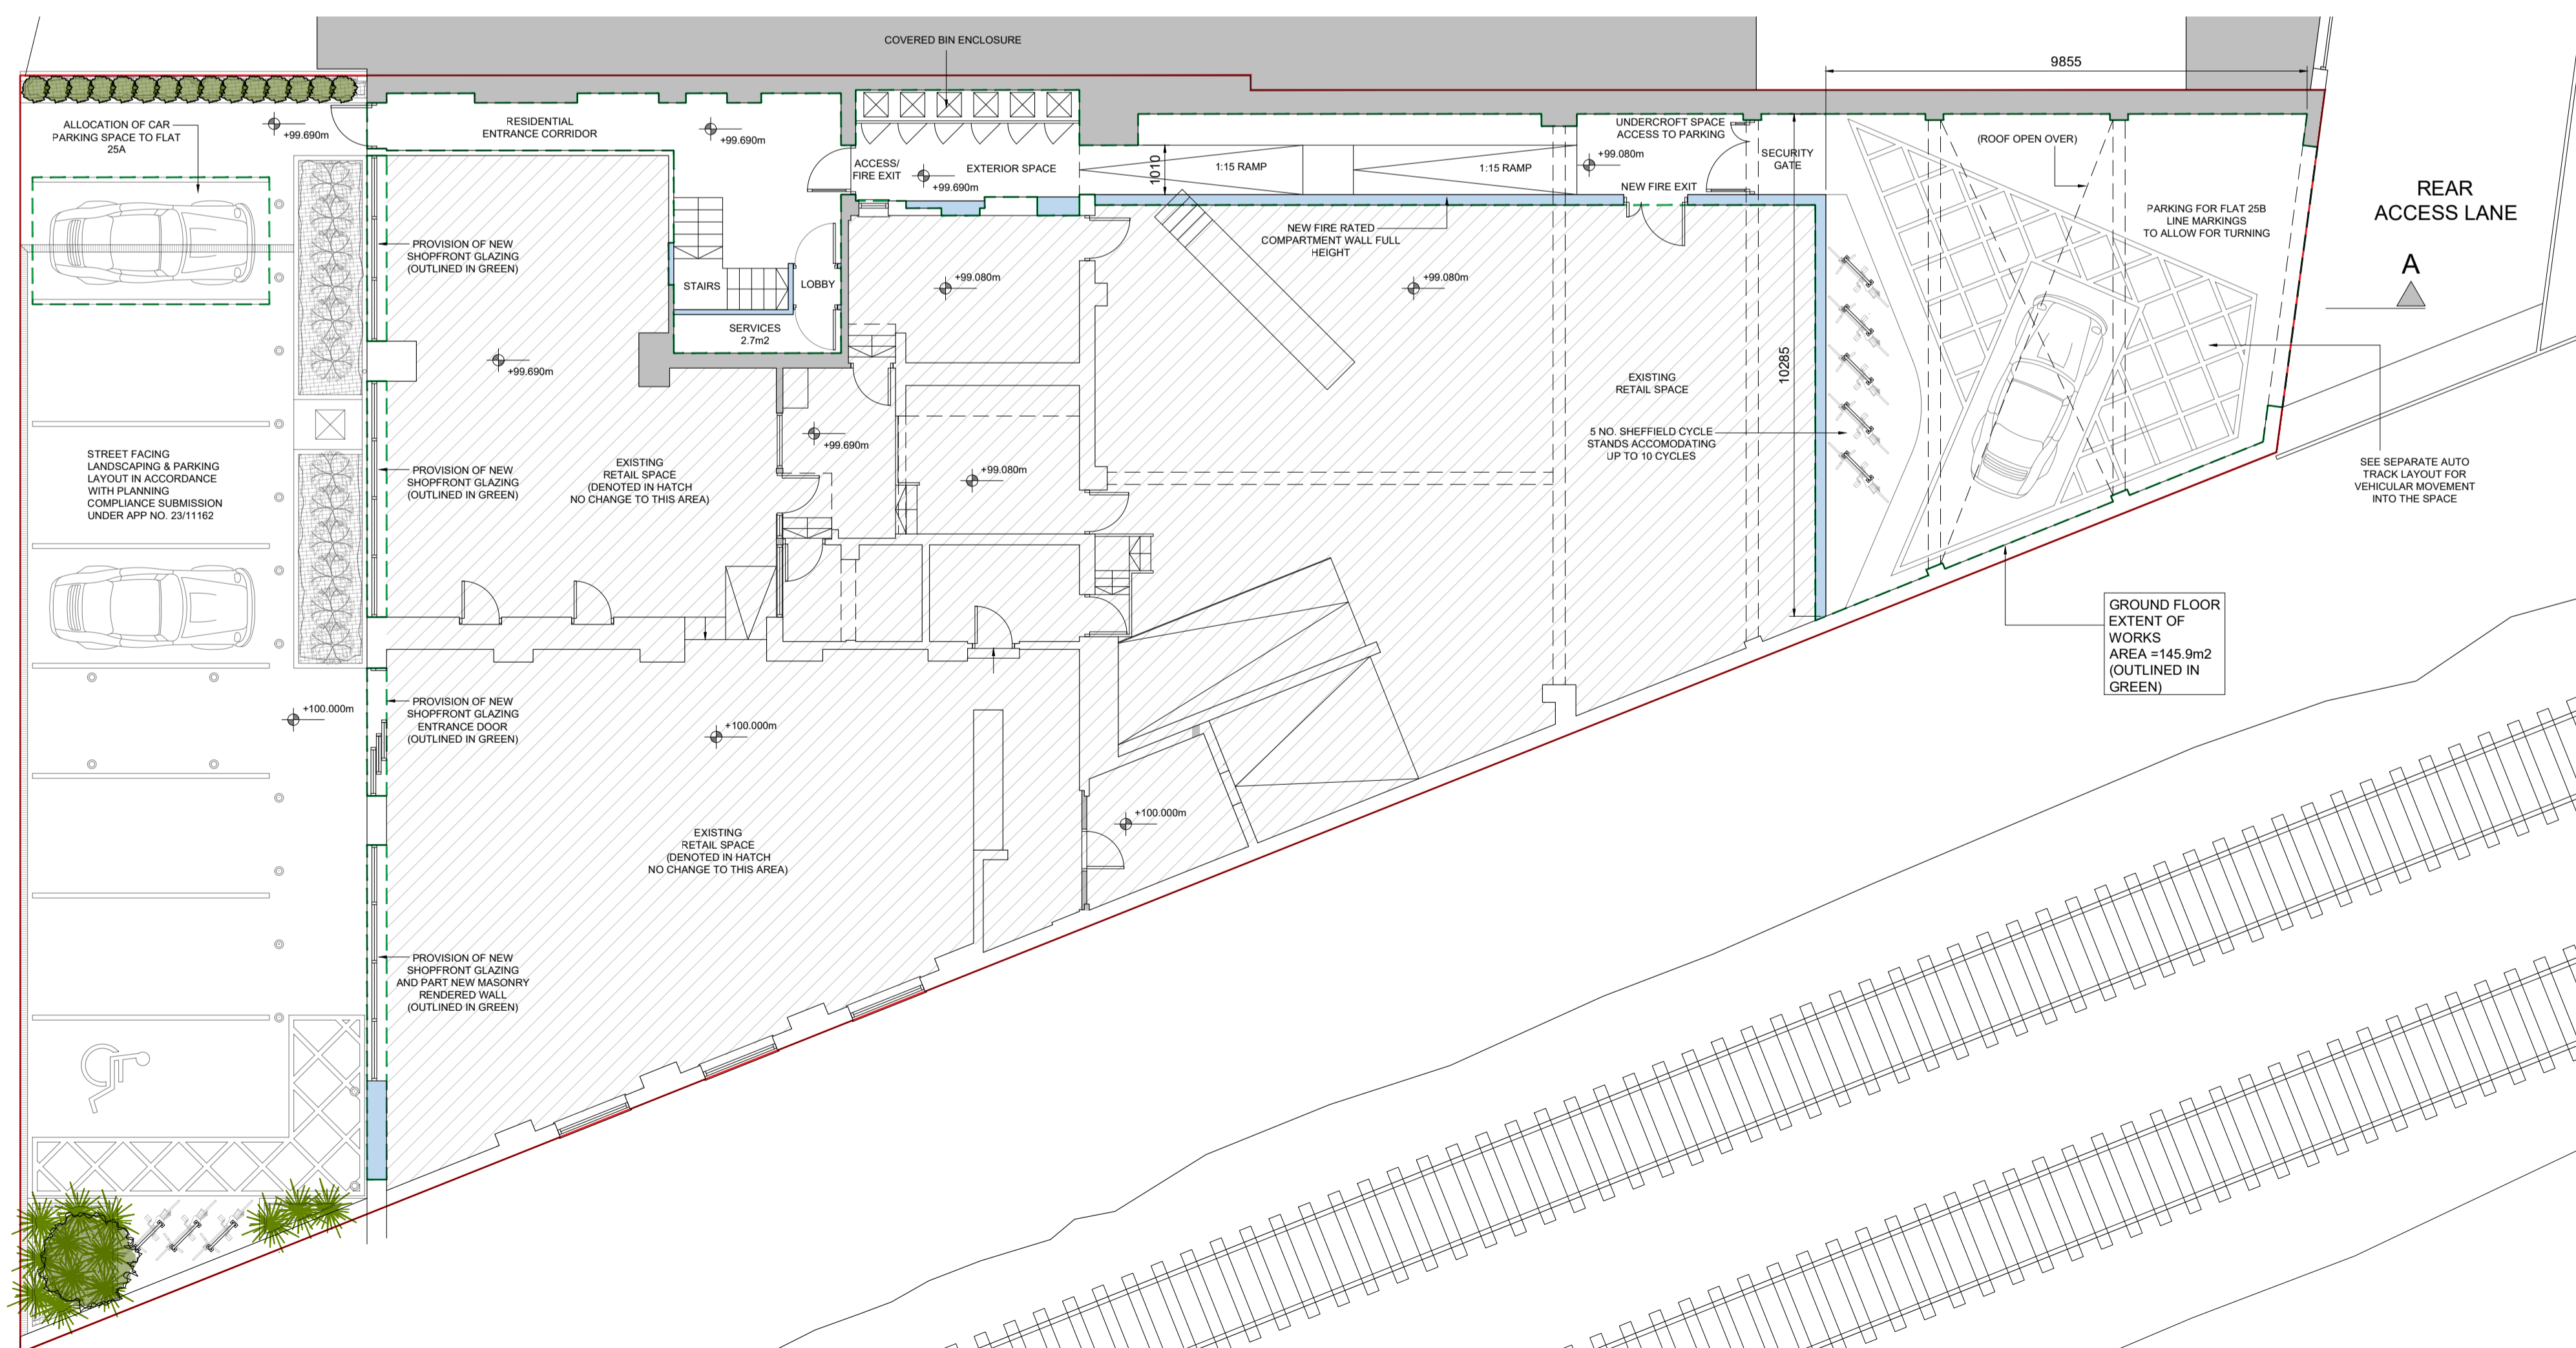 COVERED BIN ENCLOSURE
9855
ALLOCATION OF CAR
PARKING SPACE TO FLAT
25A
+99.690m
RESIDENTIAL
ENTRANCE CORRIDOR
+99.690m
ACCESS/
FIRE EXIT
EXTERIOR SPACE
+99.690m
1010
1:15 RAMP
1:15 RAMP
UNDERCROFT SPACE
ACCESS TO PARKING
+99.080m
NEW FIRE EXIT
SECURITY
GATE
(ROOF OPEN OVER)
PARKING FOR FLAT 25B
LINE MARKINGS
TO ALLOW FOR TURNING
REAR
ACCESS LANE
A
PROVISION OF NEW
SHOPFRONT GLAZING
(OUTLINED IN GREEN)
STAIRS
LOBBY
SERVICES
2.7m2
+99.080m
NEW FIRE RATED
COMPARTMENT WALL FULL
HEIGHT
+99.080m
10285
+99.690m
EXISTING
RETAIL SPACE
5 NO. SHEFFIELD CYCLE
STANDS ACCOMODATING
UP TO 10 CYCLES
+99.690m
+99.080m
STREET FACING
LANDSCAPING & PARKING
LAYOUT IN ACCORDANCE
WITH PLANNING
COMPLIANCE SUBMISSION
UNDER APP NO. 23/11162
PROVISION OF NEW
SHOPFRONT GLAZING
(OUTLINED IN GREEN)
EXISTING
RETAIL SPACE
(DENOTED IN HATCH
NO CHANGE TO THIS AREA)
SEE SEPARATE AUTO
TRACK LAYOUT FOR
VEHICULAR MOVEMENT
INTO THE SPACE
GROUND FLOOR
EXTENT OF
WORKS
AREA =145.9m2
(OUTLINED IN
GREEN)
+100.000m
PROVISION OF NEW
SHOPFRONT GLAZING
ENTRANCE DOOR
(OUTLINED IN GREEN)
+100.000m
+100.000m
EXISTING
RETAIL SPACE
(DENOTED IN HATCH
NO CHANGE TO THIS AREA)
PROVISION OF NEW
SHOPFRONT GLAZING
AND PART NEW MASONRY
RENDERED WALL
(OUTLINED IN GREEN)